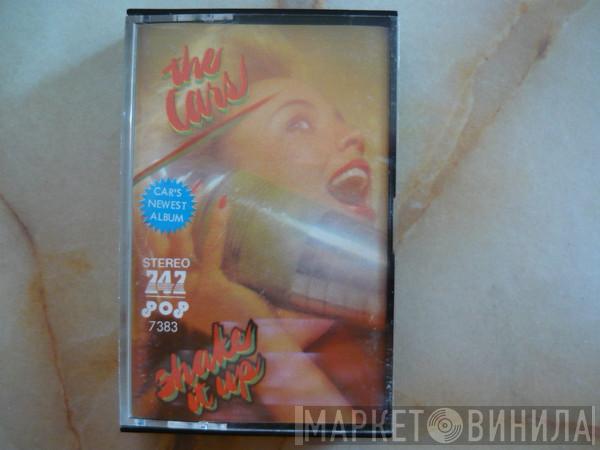 the
Cars
CAR'S
NEWEST
ALBUM
STEREO
747
POP
7383
shake
it up
МАРКЕТ ВИНИЛА